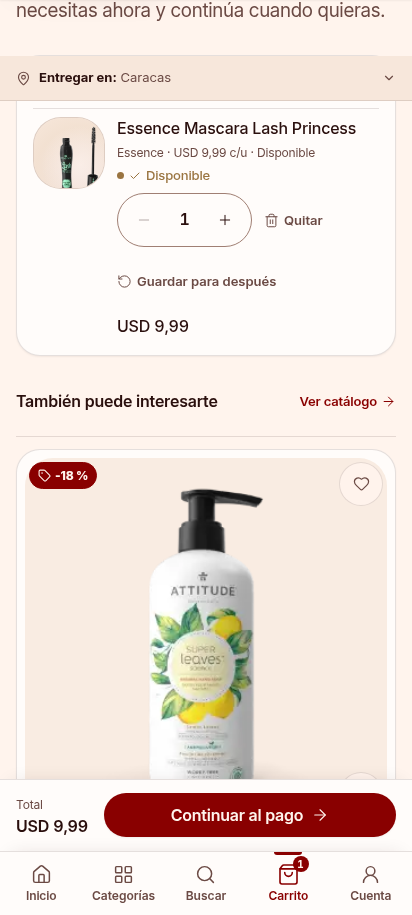 necesitas ahora y continúa cuando quieras.
Entregar en: Caracas
Essence Mascara Lash Princess
Essence · USD 9,99 c/u · Disponible
Disponible
1
Quitar
Guardar para después
USD 9,99
También puede interesarte
Ver catálogo
-18 %
ATTITUDE
SUPER
leaves
Total
USD 9,99
Continuar al pago
1
Inicio
Categorías
Buscar
Carrito
Cuenta